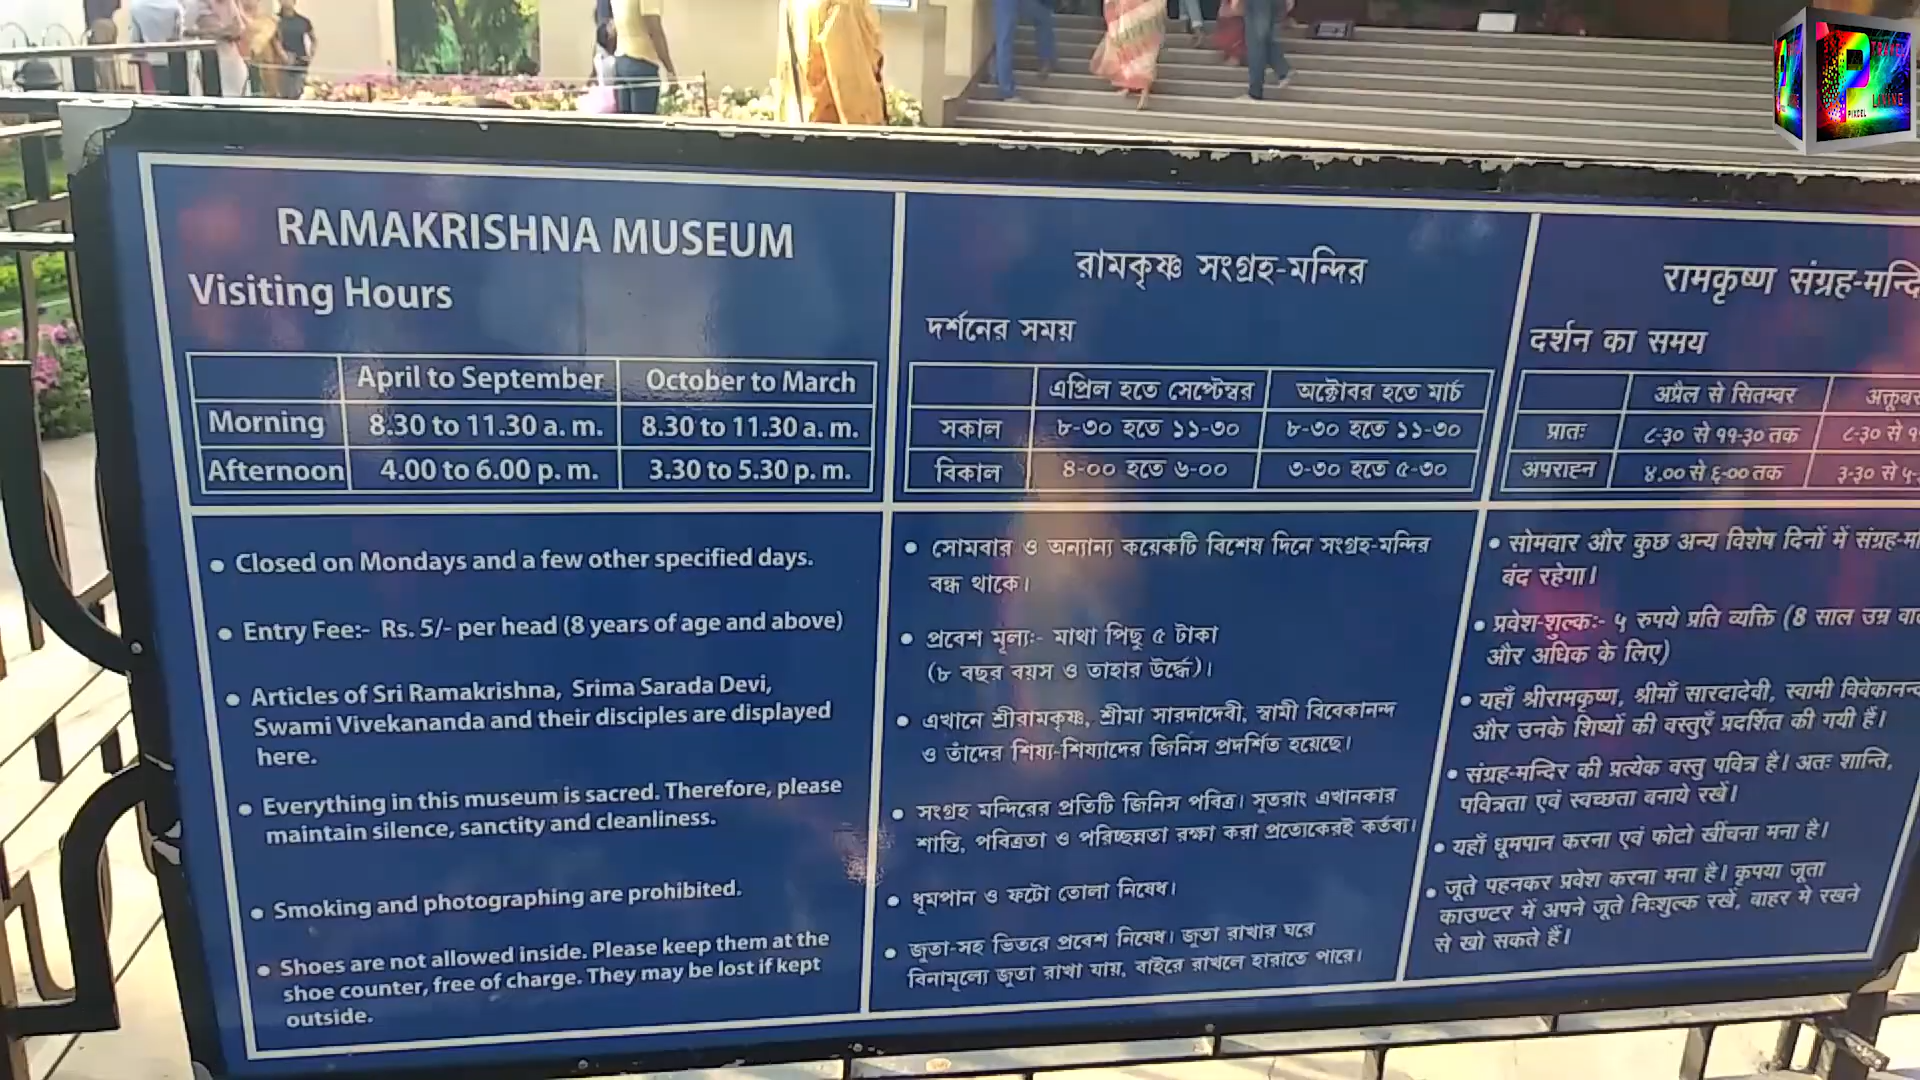 RAMAKRISHNA MUSEUM
Visiting Hours
April to September October to March
Morning 8.30 to 11.30 a. m. 8.30 to 11.30 a. m.
Afternoon 4.00 to 6.00 p. m. 3.30 to 5.30 p. m.
• Closed on Mondays and a few other specified days.
• Entry Fee:- Rs. 5/- per head (8 years of age and above)
• Articles of Sri Ramakrishna, Srima Sarada Devi,
Swami Vivekananda and their disciples are displayed
here.
• Everything in this museum is sacred. Therefore, please
maintain silence, sanctity and cleanliness.
• Smoking and photographing are prohibited.
• Shoes are not allowed inside. Please keep them at the
shoe counter, free of charge. They may be lost if kept
outside.
রামকৃষ্ণ সংগ্রহ-মন্দির
দর্শনের সময়
এপ্রিল হতে সেপ্টেম্বর অক্টোবর হতে মার্চ
সকাল ৮-৩০ হতে ১১-৩০ ৮-৩০ হতে ১১-৩০
বিকাল ৪-০০ হতে ৬-০০ ৩-৩০ হতে ৫-৩০
• সোমবার ও অন্যান্য কয়েকটি বিশেষ দিনে সংগ্রহ-মন্দির
বন্ধ থাকে।
• প্রবেশ মূল্য:- মাথা পিছু ৫ টাকা
(৮ বছর বয়স ও তাহার উর্দ্ধে)।
• এখানে শ্রীরামকৃষ্ণ, শ্রীমা সারদাদেবী, স্বামী বিবেকানন্দ
ও তাঁদের শিষ্য-শিষ্যাদের জিনিস প্রদর্শিত হয়েছে।
• সংগ্রহ মন্দিরের প্রতিটি জিনিস পবিত্র। সুতরাং এখানকার
শান্তি, পবিত্রতা ও পরিচ্ছন্নতা রক্ষা করা প্রত্যেকেরই কর্তব্য।
• ধূমপান ও ফটো তোলা নিষেধ।
• জুতা-সহ ভিতরে প্রবেশ নিষেধ। জুতা রাখার ঘরে
বিনামূল্যে জুতা রাখা যায়, বাইরে রাখলে হারাতে পারে।
रामकृष्ण संग्रह-मन्दि
दर्शन का समय
अप्रैल से सितम्बर अक्तूबर
प्रातः ८-३० से ११-३० तक ८-३० से
अपराह्न ४.०० से ६-०० तक ३-३० से
• सोमवार और कुछ अन्य विशेष दिनों में
बंद रहेगा।
• प्रवेश-शुल्क:- ५ रुपये प्रति व्यक्ति (8 साल उम्र
और अधिक के लिए)
• यहाँ श्रीरामकृष्ण, श्रीमाँ सारदादेवी, स्वामी विवेकानन्द
और उनके शिष्यों की वस्तुएँ प्रदर्शित की गयी हैं।
• संग्रह-मन्दिर की प्रत्येक वस्तु पवित्र है। अतः शान्ति,
पवित्रता एवं स्वच्छता बनाये रखें।
• यहाँ धूमपान करना एवं फोटो खींचना मना है।
• जूते पहनकर प्रवेश करना मना है। कृपया जूता
काउण्टर में अपने जूते निःशुल्क रखें, बाहर मे रखने
से खो सकते हैं।
TRAVEL
PIXCEL